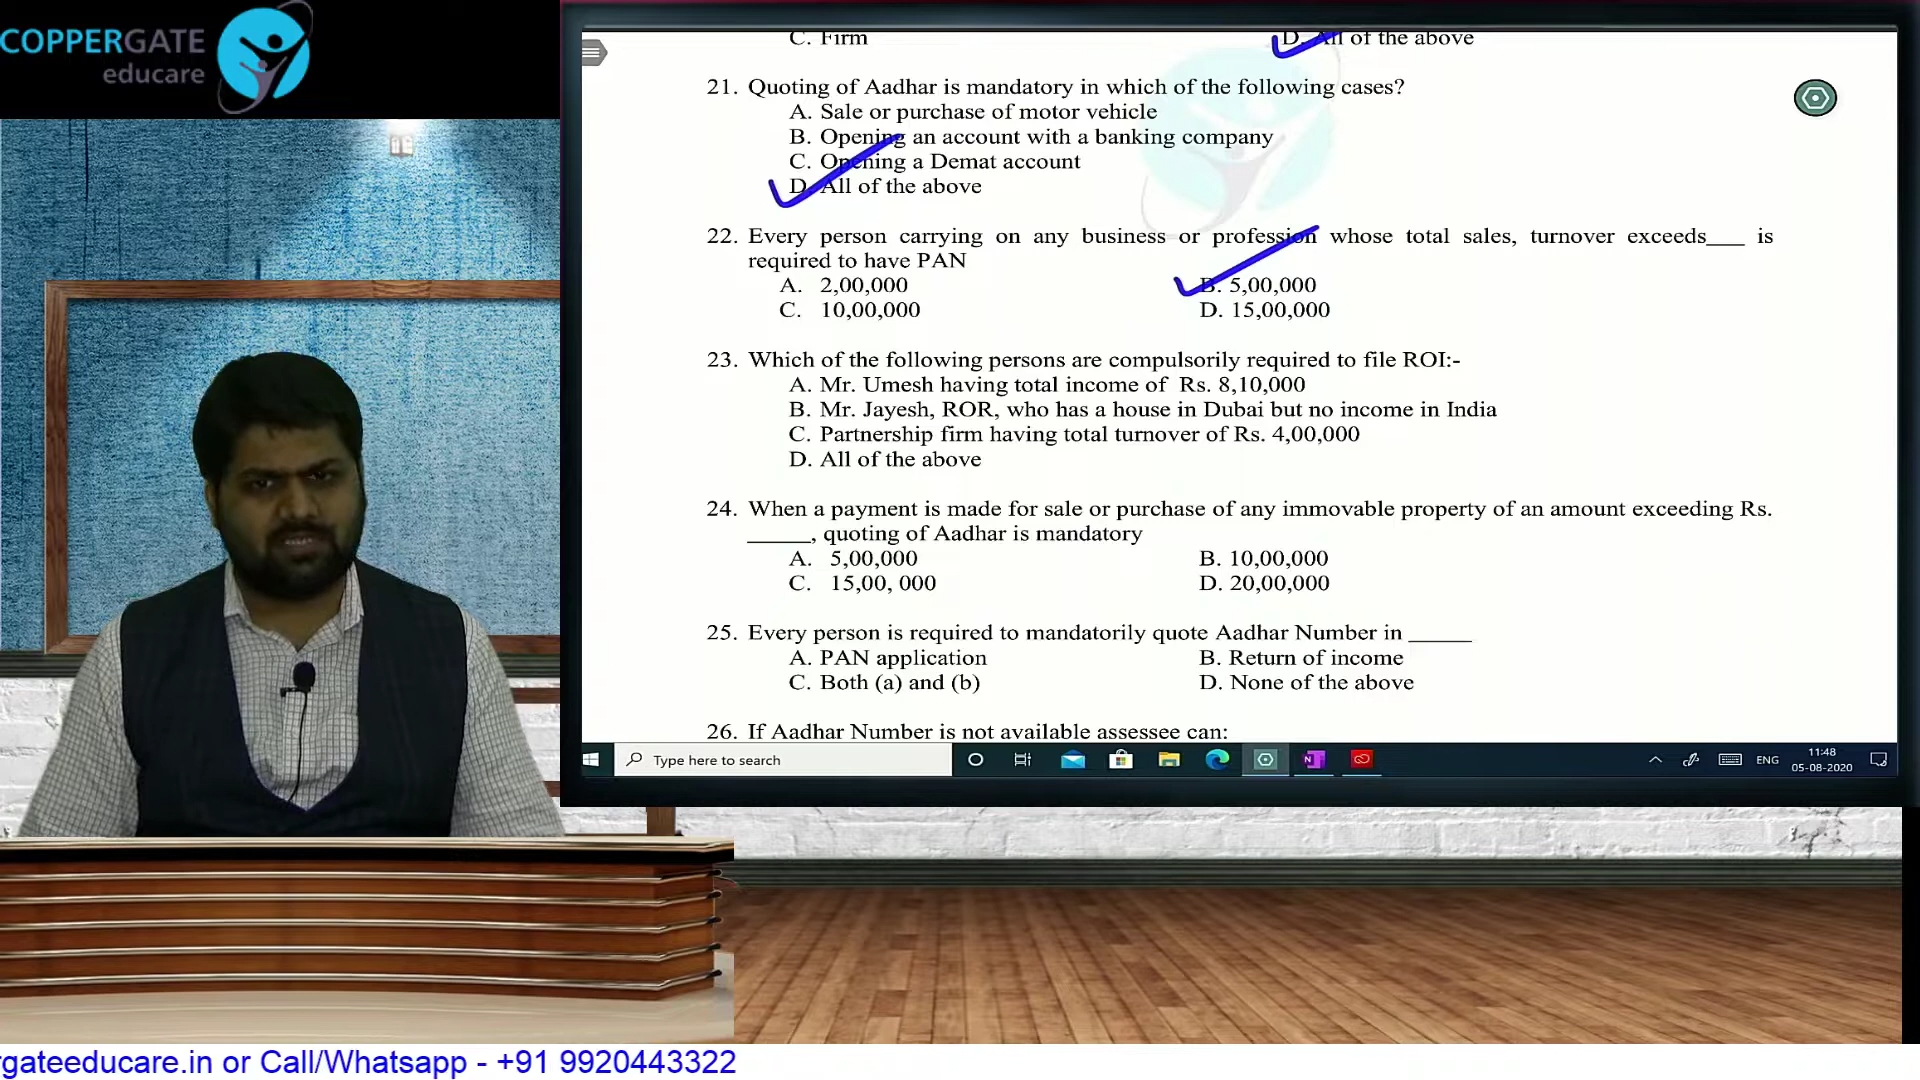 COPPERGATE
educare
C. Firm
D. All of the above
21. Quoting of Aadhar is mandatory in which of the following cases?
A. Sale or purchase of motor vehicle
B. Opening an account with a banking company
C. Opening a Demat account
D. All of the above
22. Every person carrying on any business or profession whose total sales, turnover exceeds___ is
required to have PAN
A. 2,00,000
B. 5,00,000
C. 10,00,000
D. 15,00,000
23. Which of the following persons are compulsorily required to file ROI:-
A. Mr. Umesh having total income of Rs. 8,10,000
B. Mr. Jayesh, ROR, who has a house in Dubai but no income in India
C. Partnership firm having total turnover of Rs. 4,00,000
D. All of the above
24. When a payment is made for sale or purchase of any immovable property of an amount exceeding Rs.
_____, quoting of Aadhar is mandatory
A. 5,00,000
B. 10,00,000
C. 15,00, 000
D. 20,00,000
25. Every person is required to mandatorily quote Aadhar Number in _____
A. PAN application
B. Return of income
C. Both (a) and (b)
D. None of the above
26. If Aadhar Number is not available assessee can:
Type here to search
N
ENG
11:48
05-08-2020
rgateeducare.in or Call/Whatsapp - +91 9920443322